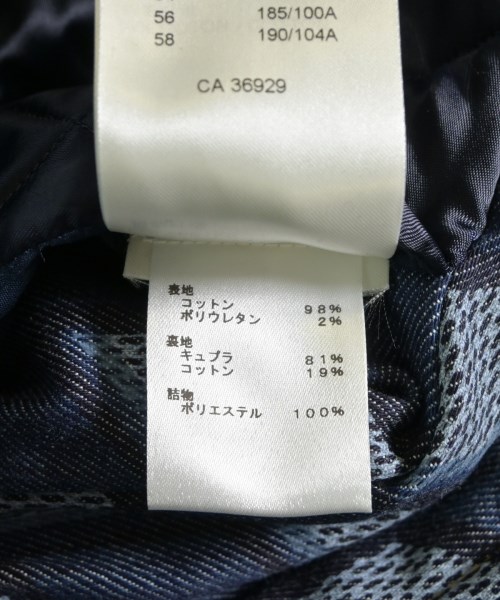 56 185/100A
58 190/104A
CA 36929
表地
コットン 98%
ポリウレタン 2%
裏地
キュプラ 81%
コットン 19%
詰物
ポリエステル 100%